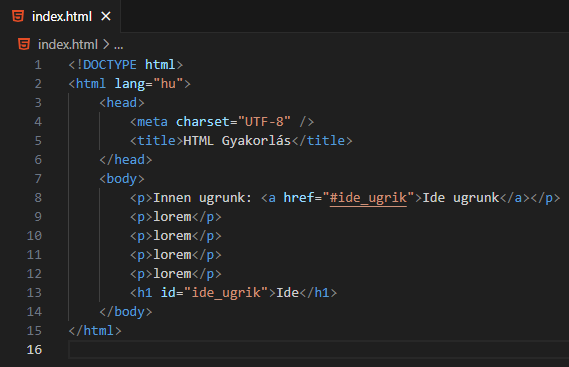 index.html
index.html > ...
1 <!DOCTYPE html>
2 <html lang="hu">
3     <head>
4         <meta charset="UTF-8" />
5         <title>HTML Gyakorlás</title>
6     </head>
7     <body>
8         <p>Innen ugrunk: <a href="#ide_ugrik">Ide ugrunk</a></p>
9         <p>lorem</p>
10         <p>lorem</p>
11         <p>lorem</p>
12         <p>lorem</p>
13         <h1 id="ide_ugrik">Ide</h1>
14     </body>
15 </html>
16